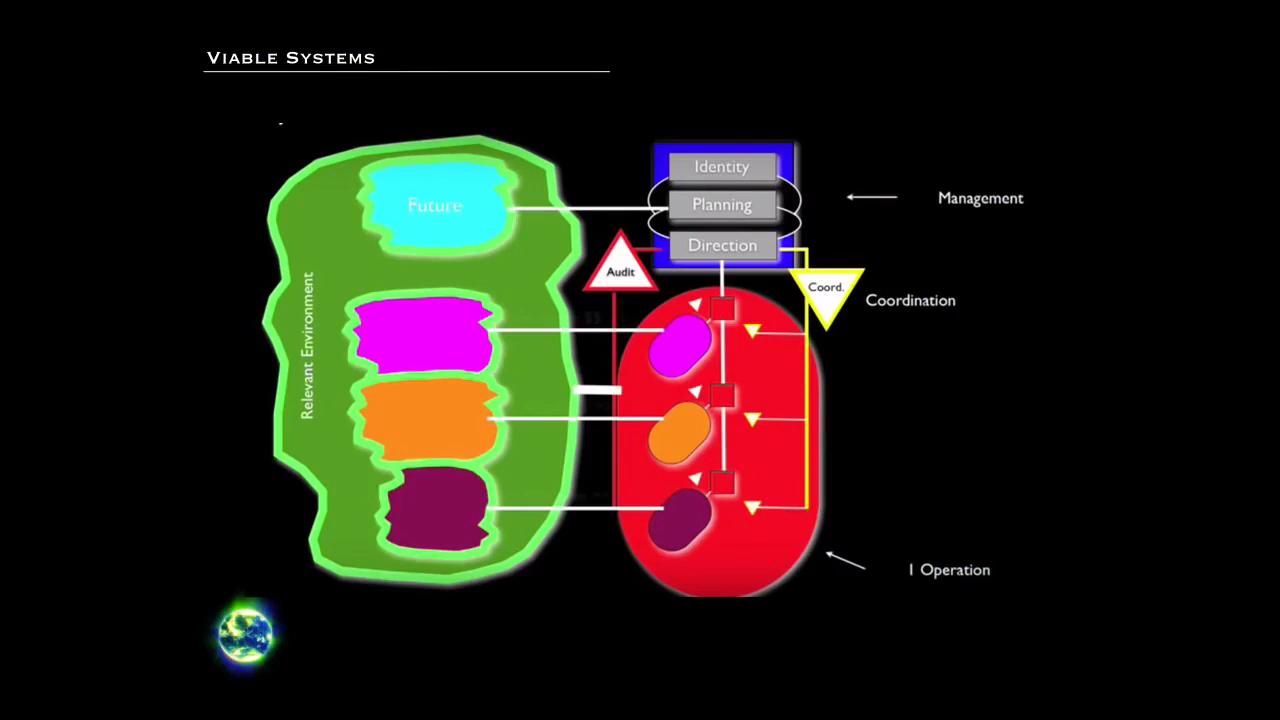 Viable Systems
Identity
Future
Planning
Management
Direction
Audit
Coord.
Coordination
Relevant Environment
1 Operation